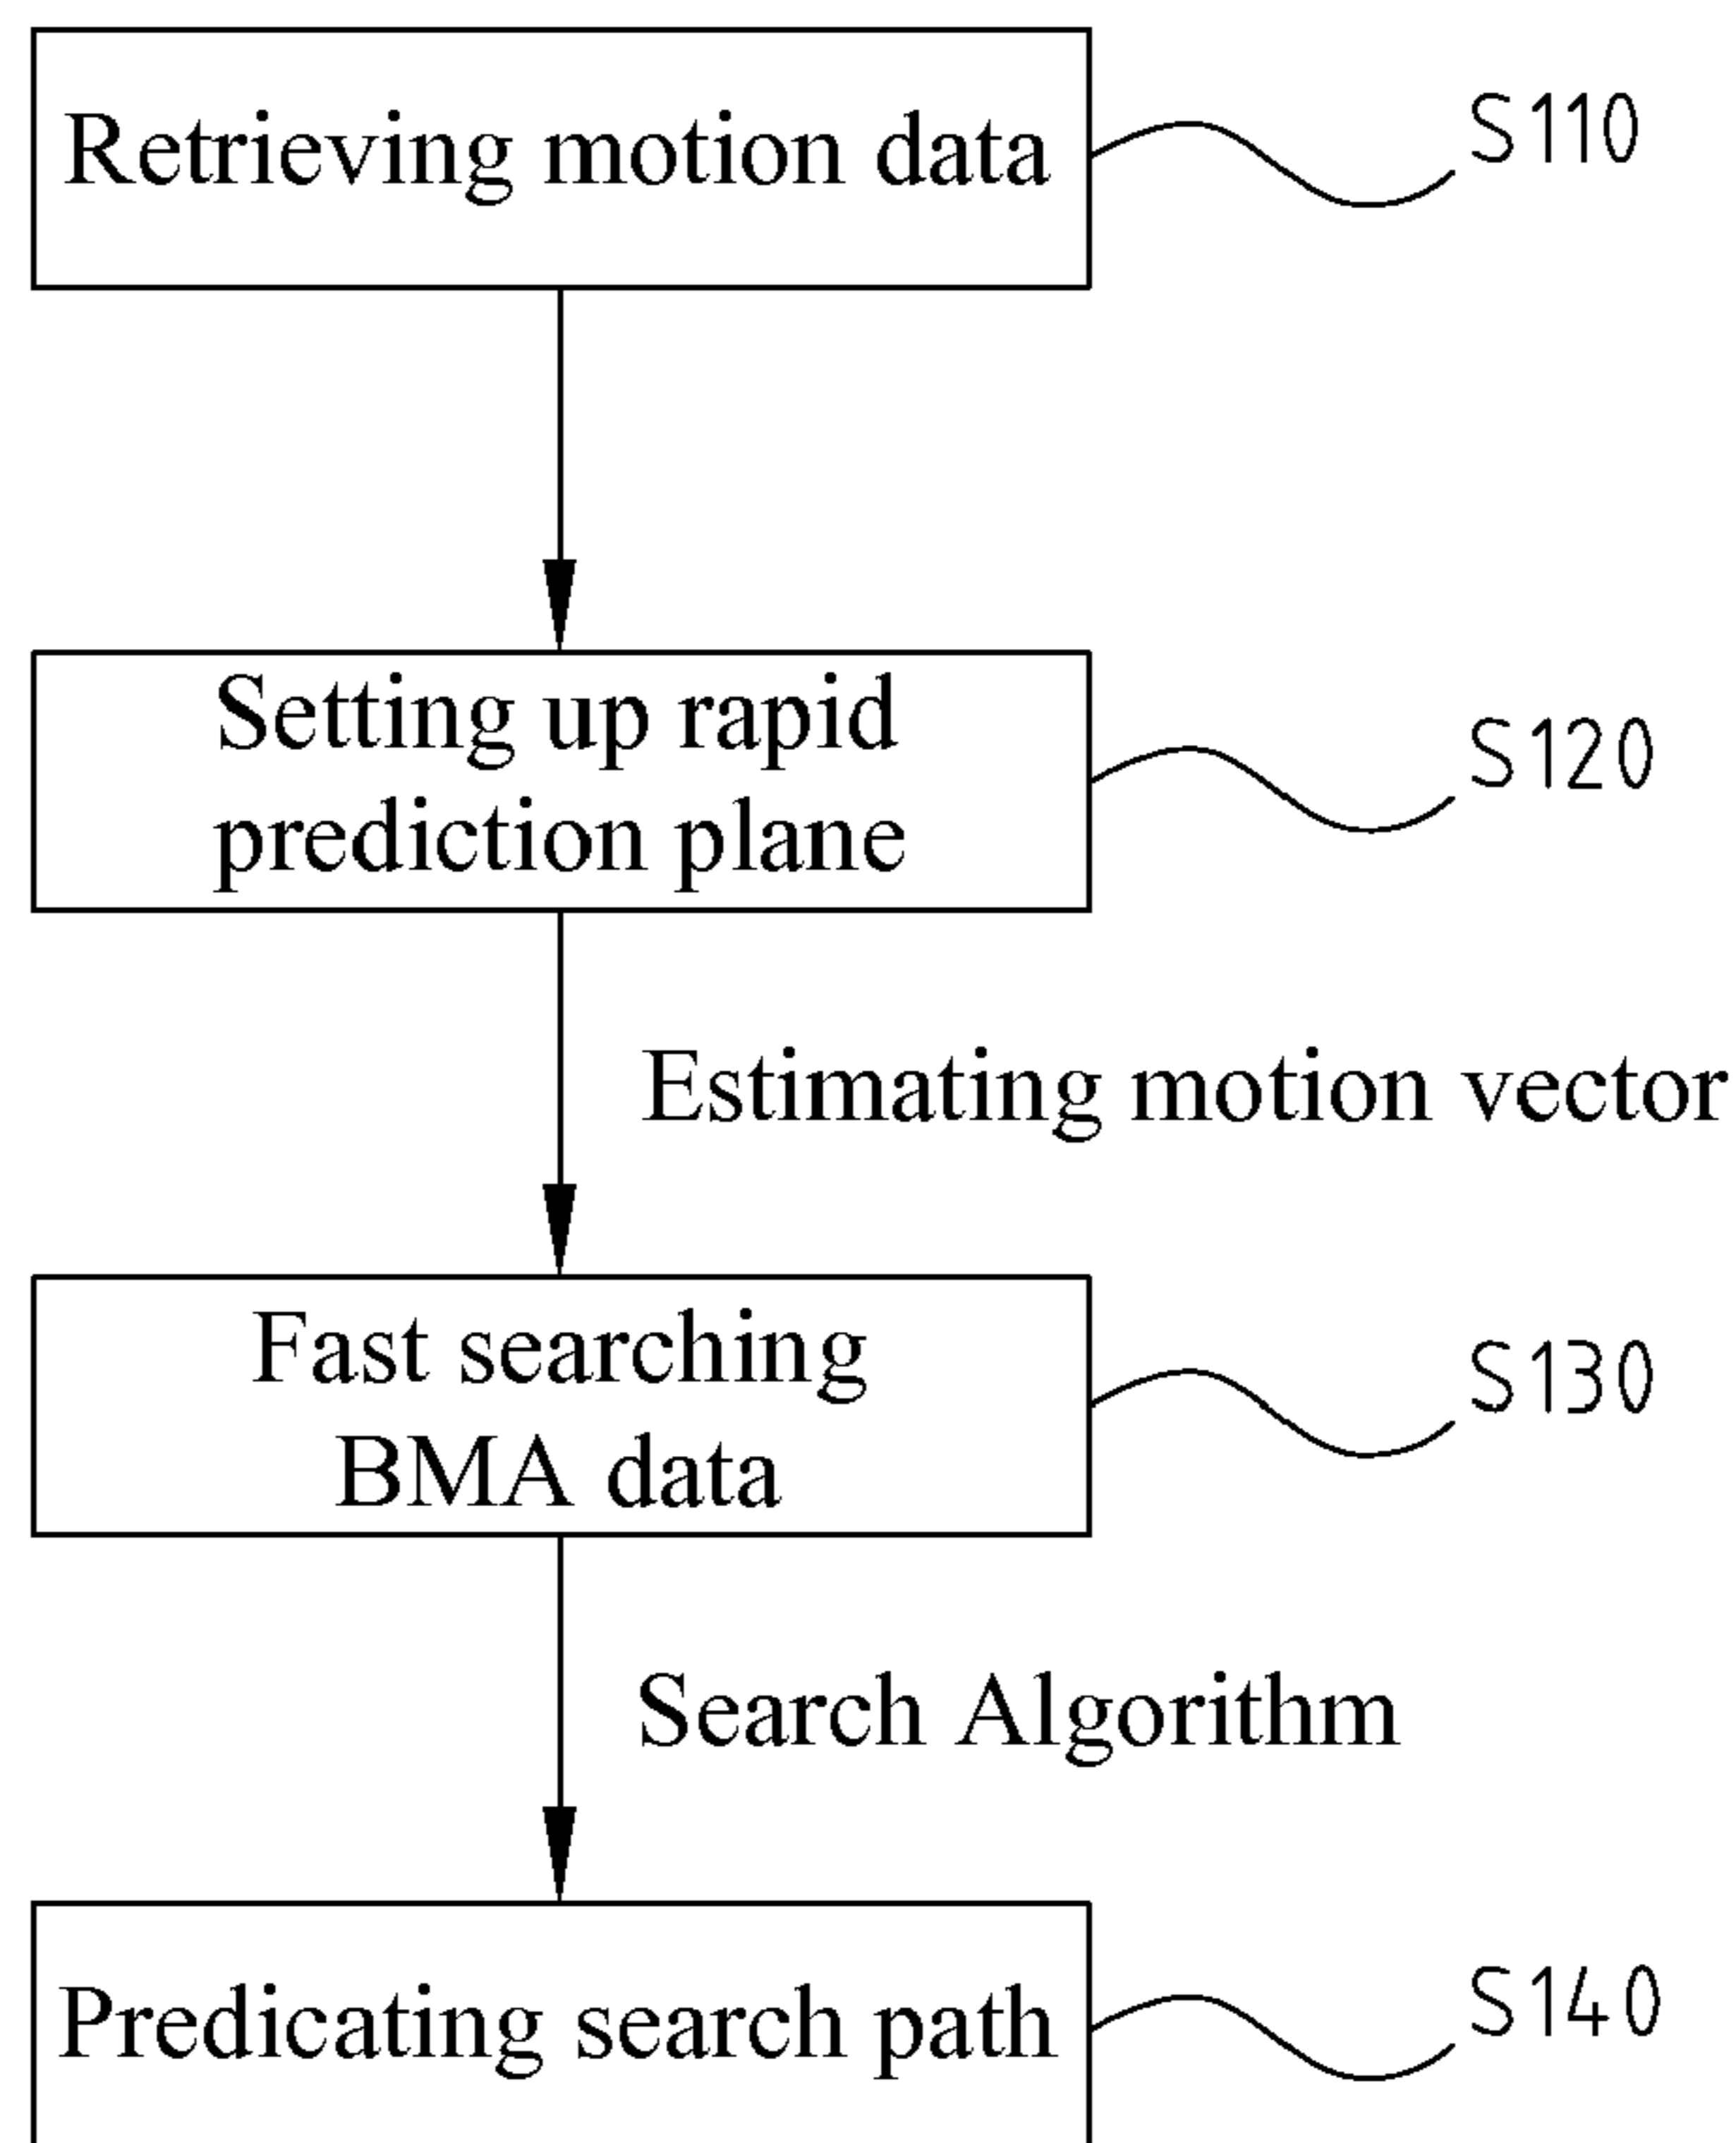 Retrieving motion data
S110
Setting up rapid
prediction plane
S120
Estimating motion vector
Fast searching
BMA data
S130
Search Algorithm
Predicating search path
S140